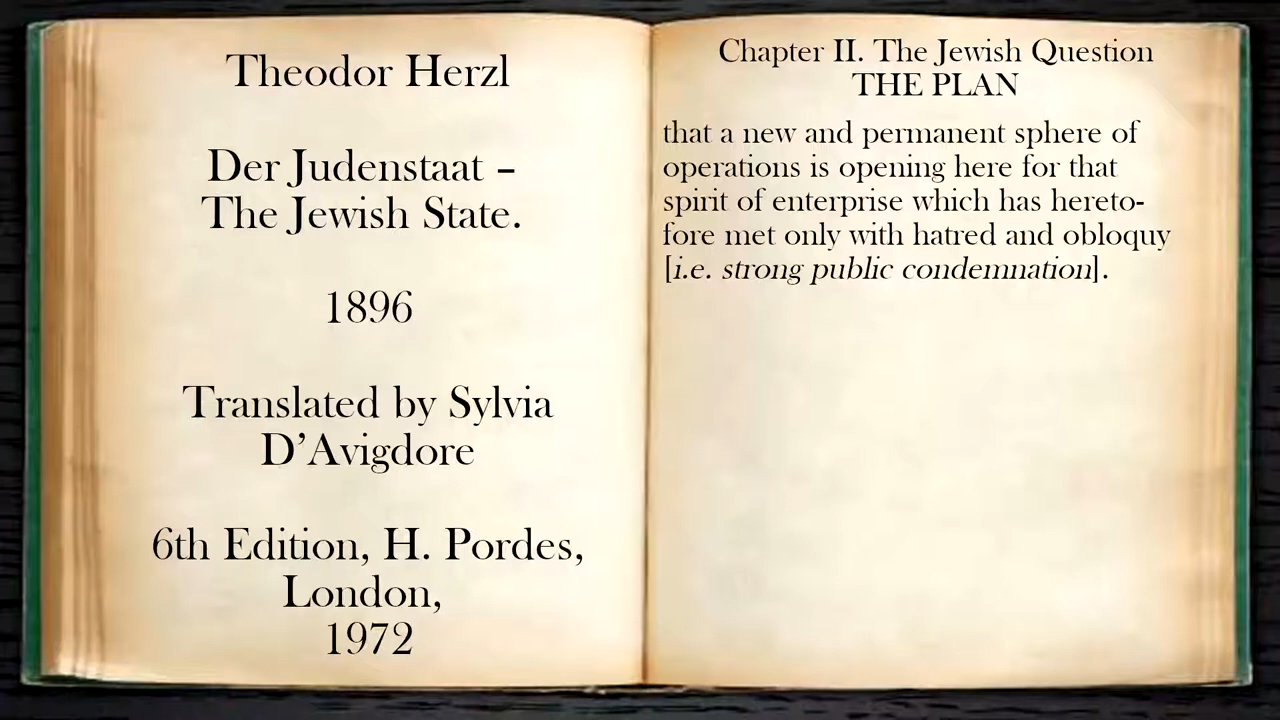 Theodor Herzl
Der Judenstaat –
The Jewish State.
1896
Translated by Sylvia
D’Avigdore
6th Edition, H. Pordes,
London,
1972
Chapter II. The Jewish Question
THE PLAN
that a new and permanent sphere of
operations is opening here for that
spirit of enterprise which has hereto-
fore met only with hatred and obloquy
[i.e. strong public condemnation].